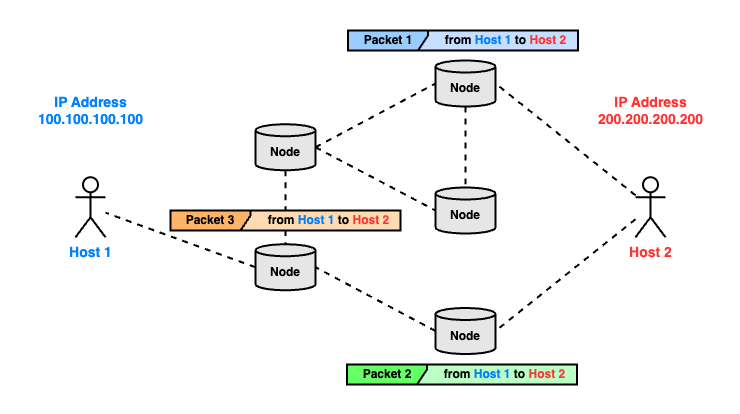 Packet 1 from Host 1 to Host 2
Node
IP Address
100.100.100.100
IP Address
200.200.200.200
Node
Node
Packet 3 from Host 1 to Host 2
Host 1
Host 2
Node
Node
Packet 2 from Host 1 to Host 2